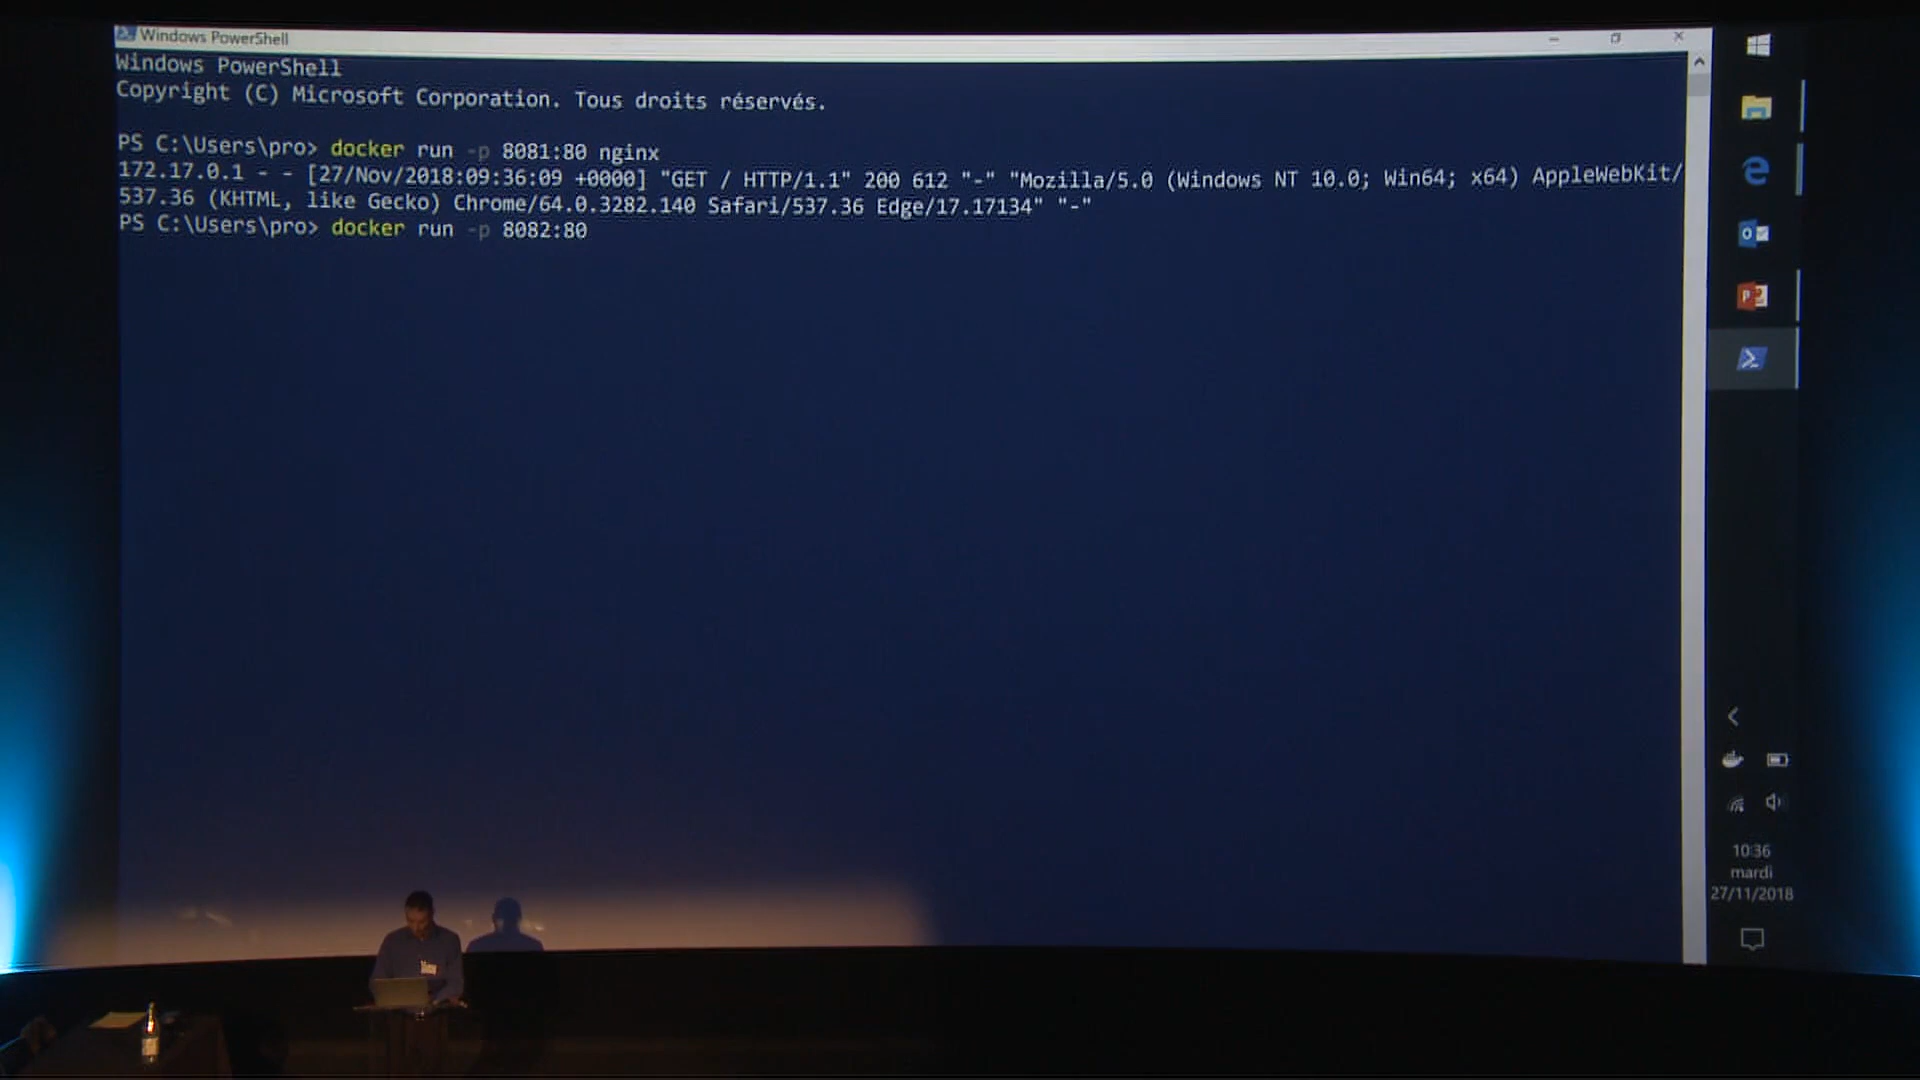 Windows PowerShell
Windows PowerShell
Copyright (C) Microsoft Corporation. Tous droits réservés.
PS C:\Users\pro> docker run -p 8081:80 nginx
172.17.0.1 - - [27/Nov/2018:09:36:09 +0000] "GET / HTTP/1.1" 200 612 "-" "Mozilla/5.0 (Windows NT 10.0; Win64; x64) AppleWebKit/
537.36 (KHTML, like Gecko) Chrome/64.0.3282.140 Safari/537.36 Edge/17.17134" "-"
PS C:\Users\pro> docker run -p 8082:80
10:36
mardi
27/11/2018